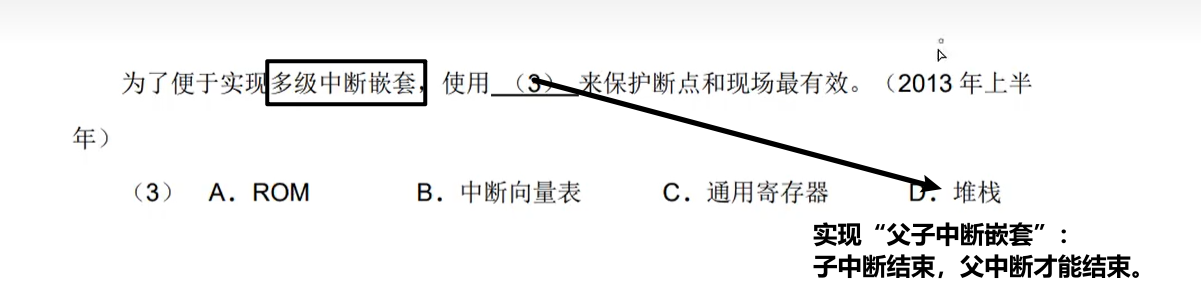 为了便于实现多级中断嵌套，使用 （3） 来保护断点和现场最有效。（2013 年上半
年）
（3） A．ROM B．中断向量表 C．通用寄存器 D．堆栈
实现“父子中断嵌套”：
子中断结束，父中断才能结束。